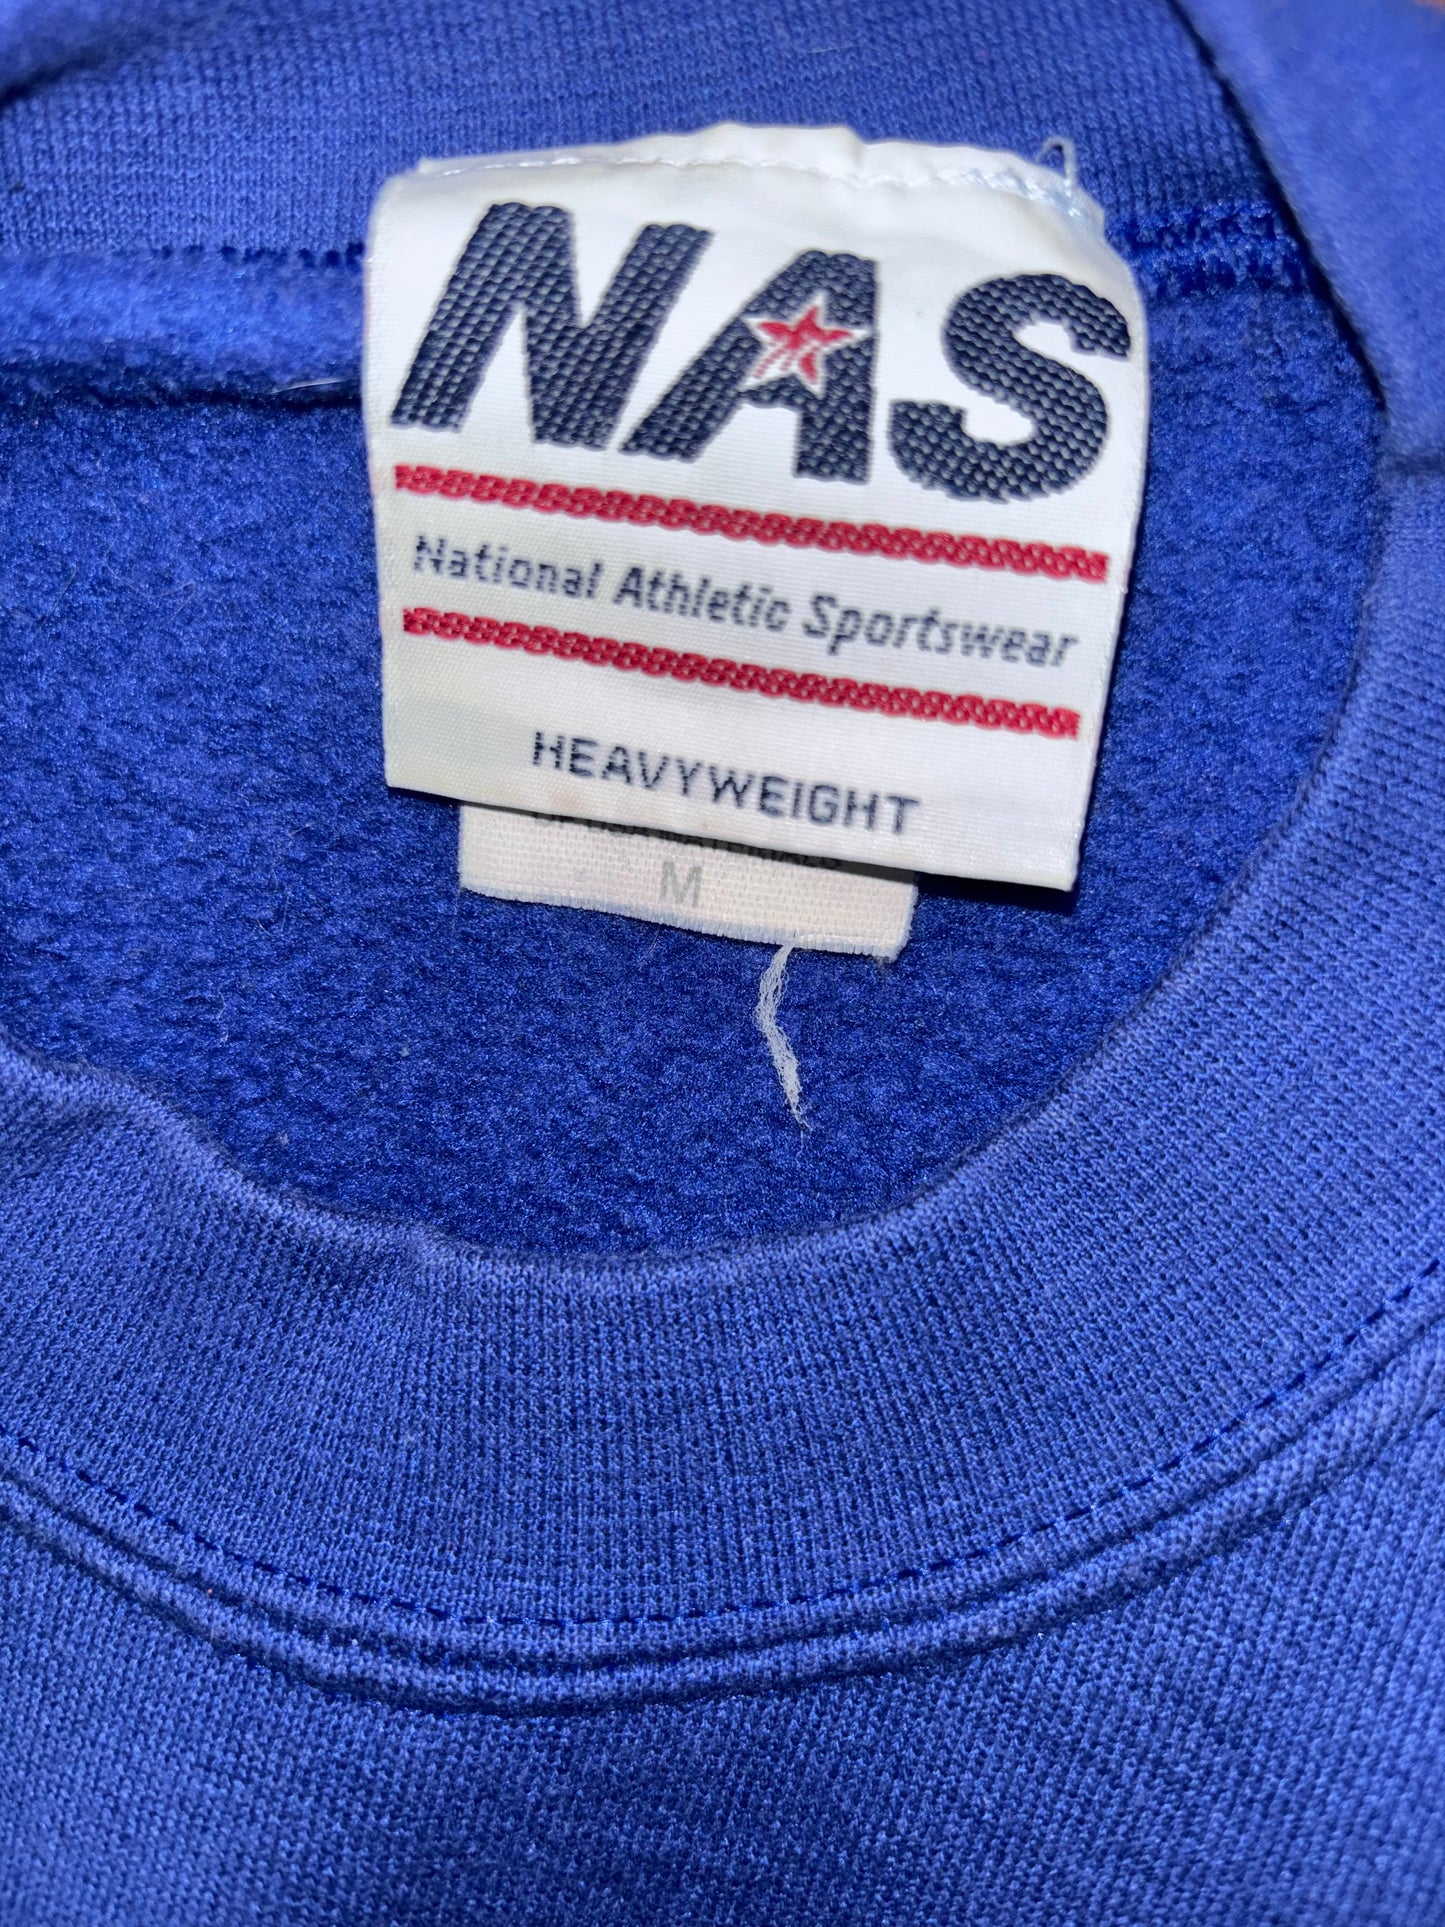 NAS
National Athletic Sportswear
HEAVYWEIGHT
M